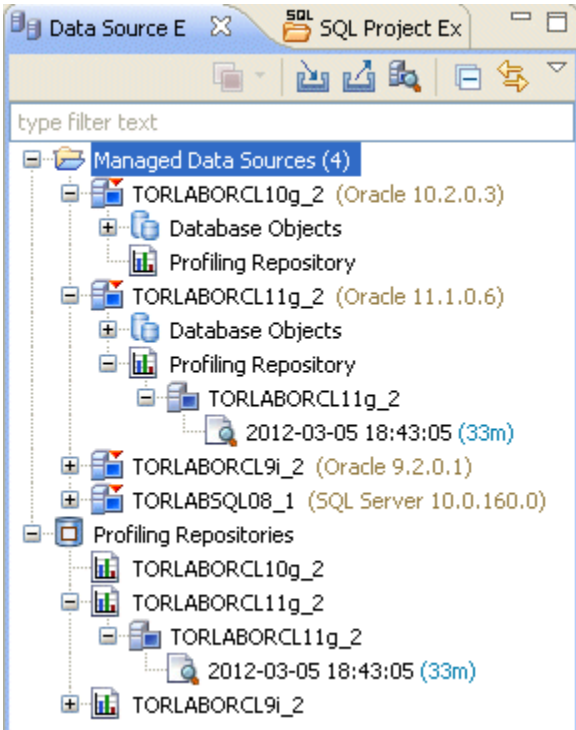 Data Source E SQL SQL Project Ex
type filter text
Managed Data Sources (4)
TORLABORCL10g_2 (Oracle 10.2.0.3)
Database Objects
Profiling Repository
TORLABORCL11g_2 (Oracle 11.1.0.6)
Database Objects
Profiling Repository
TORLABORCL11g_2
2012-03-05 18:43:05 (33m)
TORLABORCL9i_2 (Oracle 9.2.0.1)
TORLABSQL08_1 (SQL Server 10.0.160.0)
Profiling Repositories
TORLABORCL10g_2
TORLABORCL11g_2
TORLABORCL11g_2
2012-03-05 18:43:05 (33m)
TORLABORCL9i_2